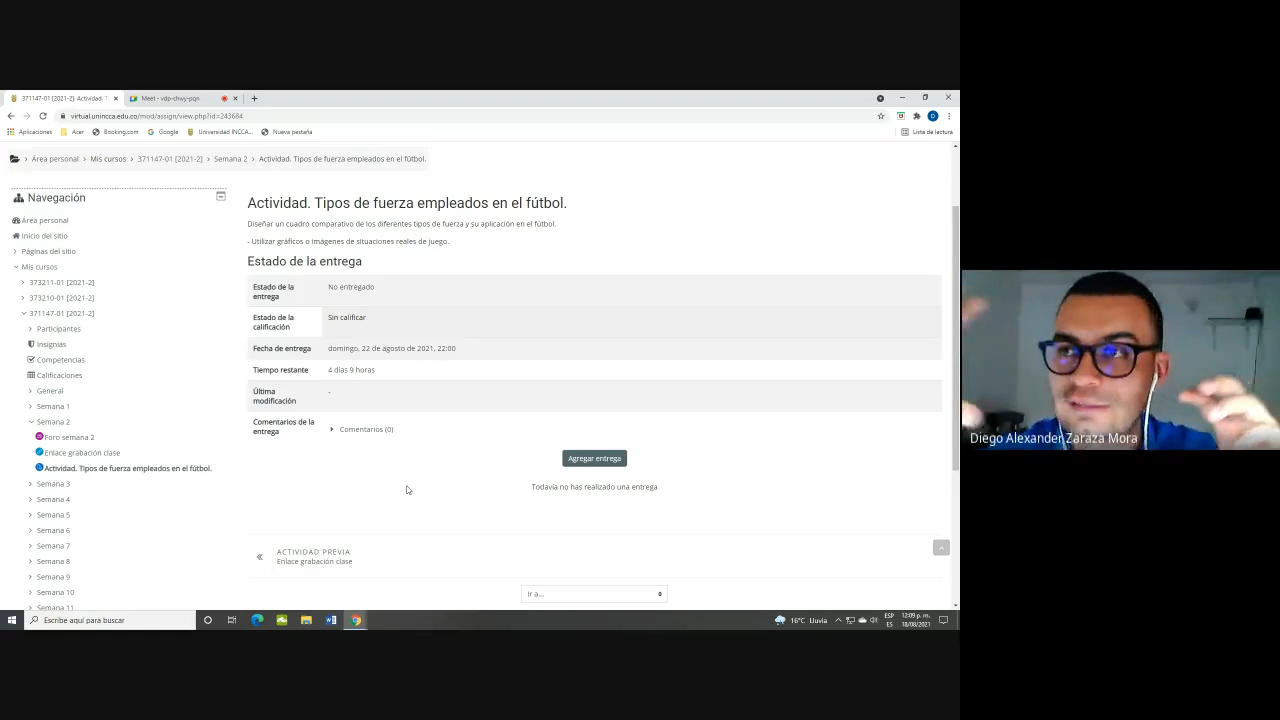 371147-01 [2021-2]: Actividad. T
Meet - vdp-chwy-pqn
virtual.unincca.edu.co/mod/assign/view.php?id=243684
D
Aplicaciones
Acer
Booking.com
Google
Universidad INCCA...
Nueva pestaña
Lista de lectura
Área personal > Mis cursos > 371147-01 [2021-2] > Semana 2 > Actividad. Tipos de fuerza empleados en el fútbol.
Navegación
Área personal
Inicio del sitio
Páginas del sitio
Mis cursos
373211-01 [2021-2]
373210-01 [2021-2]
371147-01 [2021-2]
Participantes
Insignias
Competencias
Calificaciones
General
Semana 1
Semana 2
Foro semana 2
Enlace grabación clase
Actividad. Tipos de fuerza empleados en el fútbol.
Semana 3
Semana 4
Semana 5
Semana 6
Semana 7
Semana 8
Semana 9
Semana 10
Semana 11
Actividad. Tipos de fuerza empleados en el fútbol.
Diseñar un cuadro comparativo de los diferentes tipos de fuerza y su aplicación en el fútbol.
- Utilizar gráficos o imágenes de situaciones reales de juego.
Estado de la entrega
Estado de la entrega
No entregado
Estado de la calificación
Sin calificar
Fecha de entrega
domingo, 22 de agosto de 2021, 22:00
Tiempo restante
4 días 9 horas
Última modificación
-
Comentarios de la entrega
Comentarios (0)
Agregar entrega
Todavía no has realizado una entrega
ACTIVIDAD PREVIA
Enlace grabación clase
Ir a...
Diego Alexander Zaraza Mora
Escribe aquí para buscar
16°C Lluvia
ESP
ES
12:09 p. m.
18/08/2021